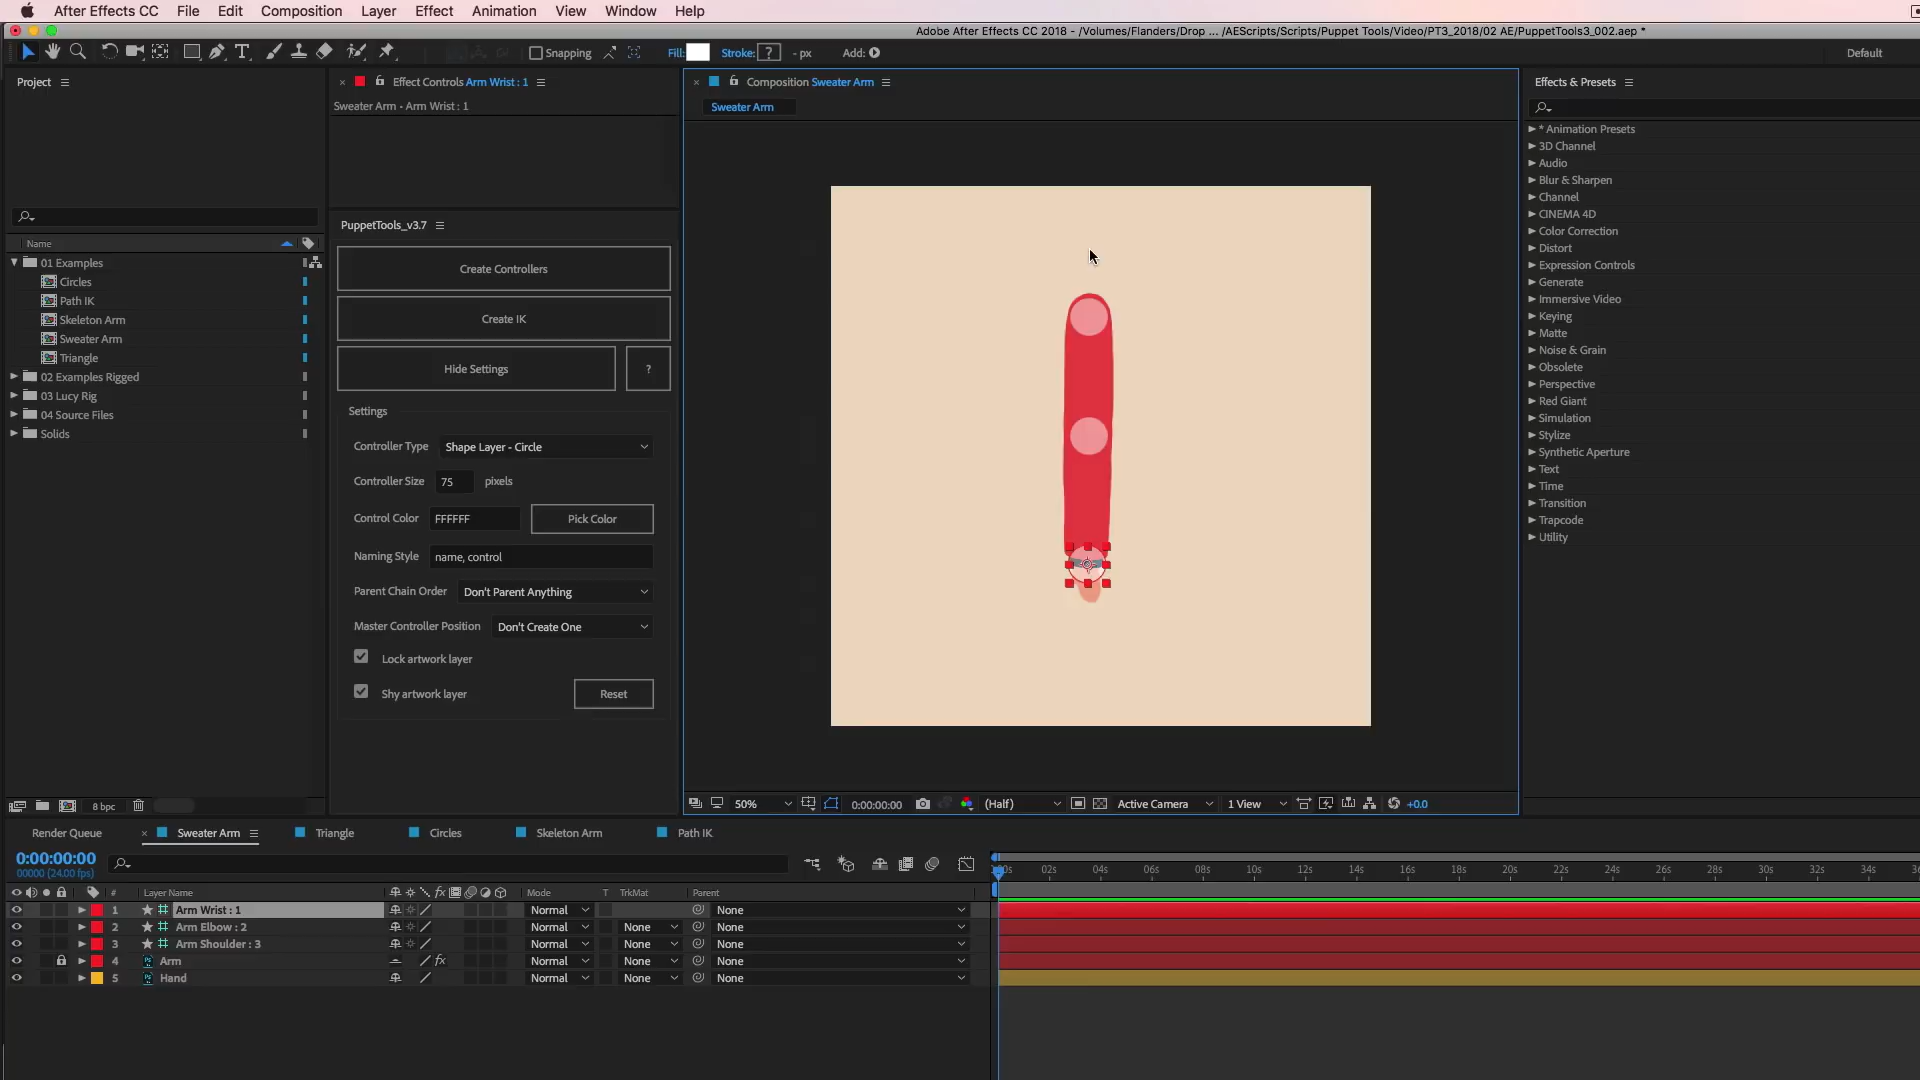 After Effects CC File Edit Composition Layer Effect Animation View Window Help
Adobe After Effects CC 2018 - /Volumes/Flanders/Drop ... /AEScripts/Scripts/Puppet Tools/Video/PT3_2018/02 AE/PuppetTools3_002.aep *
Snapping Fill: Stroke: ? - px Add: Default
Project
Effect Controls Arm Wrist : 1
Composition Sweater Arm
Effects & Presets
Sweater Arm • Arm Wrist : 1
Sweater Arm
Name
01 Examples
Circles
Path IK
Skeleton Arm
Sweater Arm
Triangle
02 Examples Rigged
03 Lucy Rig
04 Source Files
Solids
8 bpc
PuppetTools_v3.7
Create Controllers
Create IK
Hide Settings ?
Settings
Controller Type Shape Layer - Circle
Controller Size 75 pixels
Control Color FFFFFF Pick Color
Naming Style name, control
Parent Chain Order Don't Parent Anything
Master Controller Position Don't Create One
Lock artwork layer
Shy artwork layer Reset
50% 0:00:00:00 (Half) Active Camera 1 View +0.0
* Animation Presets
3D Channel
Audio
Blur & Sharpen
Channel
CINEMA 4D
Color Correction
Distort
Expression Controls
Generate
Immersive Video
Keying
Matte
Noise & Grain
Obsolete
Perspective
Red Giant
Simulation
Stylize
Synthetic Aperture
Text
Time
Transition
Trapcode
Utility
Render Queue Sweater Arm Triangle Circles Skeleton Arm Path IK
0:00:00:00
00000 (24.00 fps)
02s 04s 06s 08s 10s 12s 14s 16s 18s 20s 22s 24s 26s 28s 30s 32s 34s
# Layer Name fx Mode T TrkMat Parent
1 Arm Wrist : 1 Normal None
2 Arm Elbow : 2 Normal None None
3 Arm Shoulder : 3 Normal None None
4 Arm fx Normal None None
5 Hand Normal None None